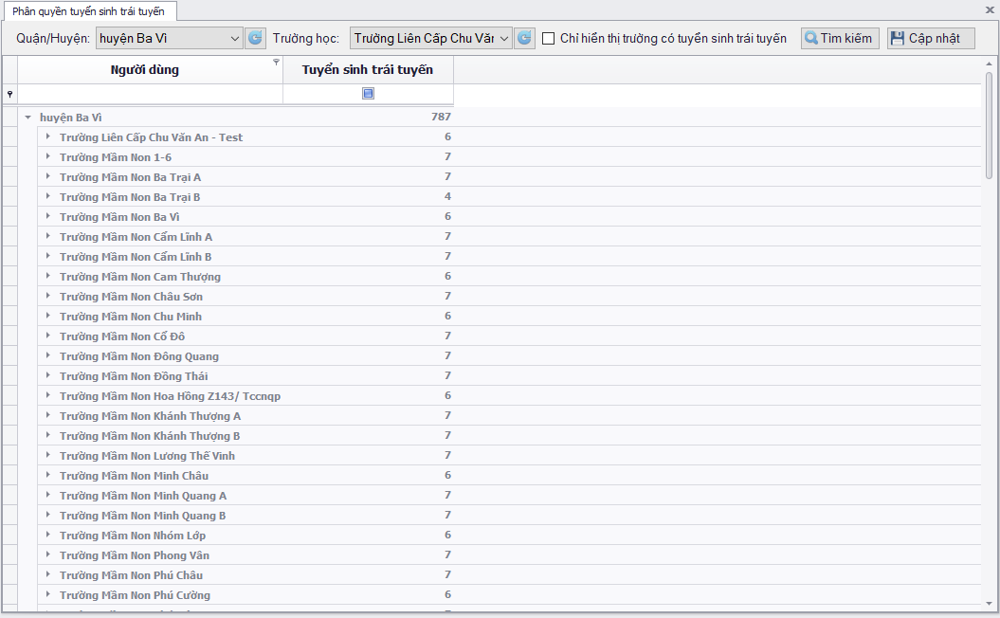 Phân quyền tuyển sinh trái tuyến
Quận/Huyện: huyện Ba Vì Trường học: Trường Liên Cấp Chu Văn Chỉ hiển thị trường có tuyển sinh trái tuyến Tìm kiếm Cập nhật
Người dùng Tuyển sinh trái tuyến
huyện Ba Vì 787
Trường Liên Cấp Chu Văn An - Test 6
Trường Mầm Non 1-6 7
Trường Mầm Non Ba Trại A 7
Trường Mầm Non Ba Trại B 4
Trường Mầm Non Ba Vì 6
Trường Mầm Non Cẩm Lĩnh A 7
Trường Mầm Non Cẩm Lĩnh B 7
Trường Mầm Non Cam Thượng 6
Trường Mầm Non Châu Sơn 7
Trường Mầm Non Chu Minh 6
Trường Mầm Non Cổ Đô 7
Trường Mầm Non Đông Quang 7
Trường Mầm Non Đồng Thái 7
Trường Mầm Non Hoa Hồng Z143/ Tccnqp 6
Trường Mầm Non Khánh Thượng A 7
Trường Mầm Non Khánh Thượng B 7
Trường Mầm Non Lương Thế Vinh 7
Trường Mầm Non Minh Châu 6
Trường Mầm Non Minh Quang A 7
Trường Mầm Non Minh Quang B 7
Trường Mầm Non Nhóm Lớp 6
Trường Mầm Non Phong Vân 7
Trường Mầm Non Phú Châu 7
Trường Mầm Non Phú Cường 6